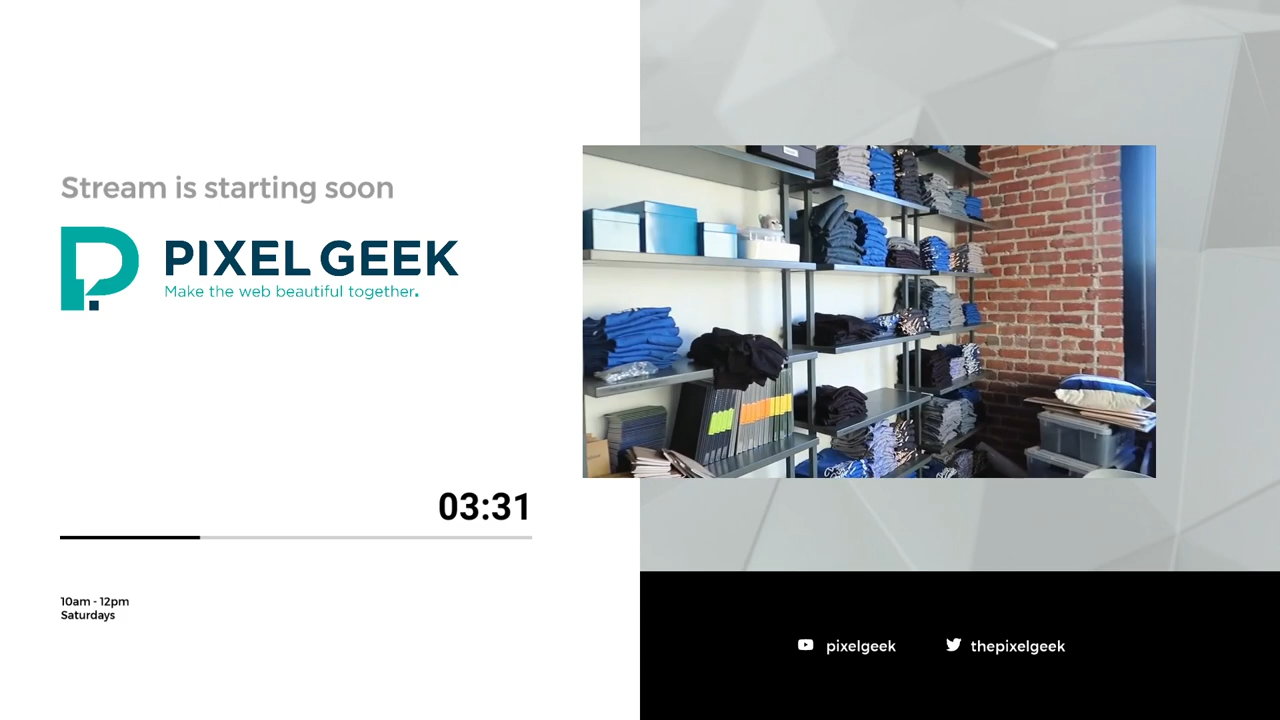 Stream is starting soon
PIXEL GEEK
Make the web beautiful together.
03:31
10am - 12pm
Saturdays
pixelgeek
thepixelgeek